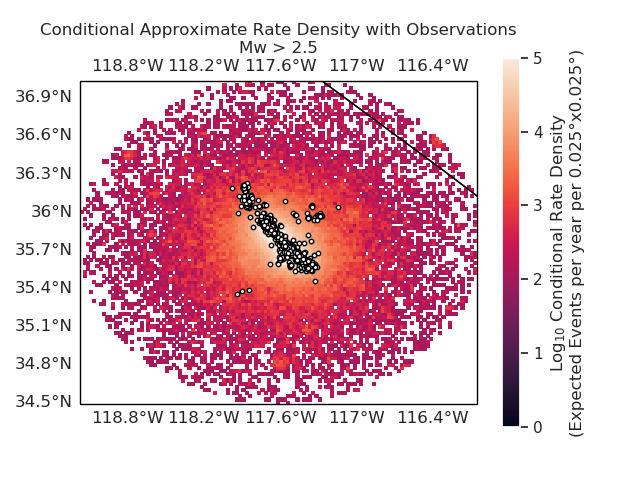 Conditional Approximate Rate Density with Observations
Mw > 2.5
118.8°W 118.2°W 117.6°W 117°W 116.4°W
36.9°N
36.6°N
36.3°N
36°N
35.7°N
35.4°N
35.1°N
34.8°N
34.5°N
118.8°W 118.2°W 117.6°W 117°W 116.4°W
5
4
3
2
1
0
Log₁₀ Conditional Rate Density
(Expected Events per year per 0.025°x0.025°)